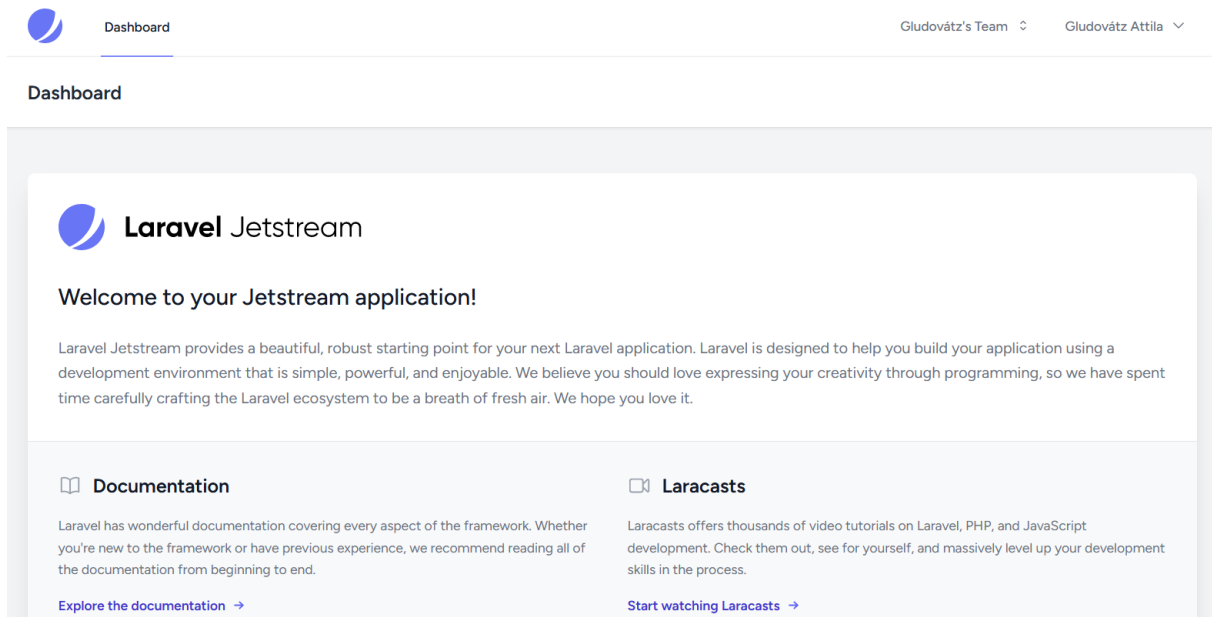 Dashboard
Gludovátz's Team
Gludovátz Attila
Dashboard
Laravel Jetstream
Welcome to your Jetstream application!
Laravel Jetstream provides a beautiful, robust starting point for your next Laravel application. Laravel is designed to help you build your application using a
development environment that is simple, powerful, and enjoyable. We believe you should love expressing your creativity through programming, so we have spent
time carefully crafting the Laravel ecosystem to be a breath of fresh air. We hope you love it.
Documentation
Laravel has wonderful documentation covering every aspect of the framework. Whether
you're new to the framework or have previous experience, we recommend reading all of
the documentation from beginning to end.
Explore the documentation →
Laracasts
Laracasts offers thousands of video tutorials on Laravel, PHP, and JavaScript
development. Check them out, see for yourself, and massively level up your development
skills in the process.
Start watching Laracasts →